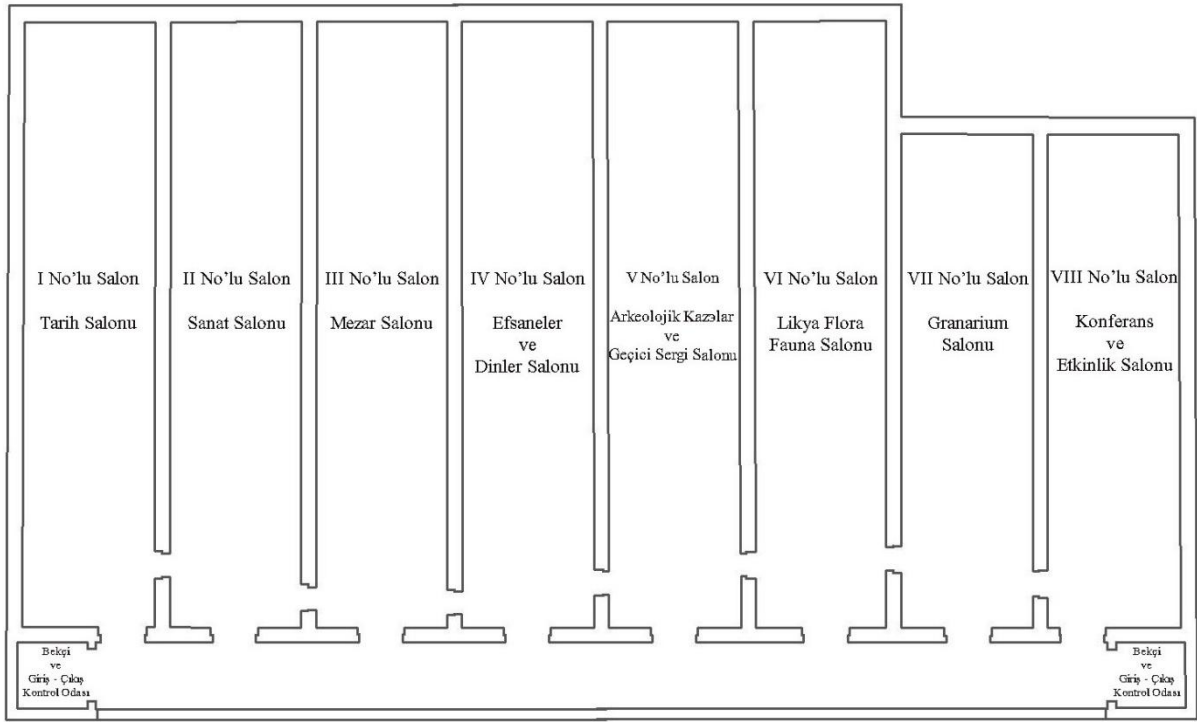 I No’lu Salon
Tarih Salonu
II No’lu Salon
Sanat Salonu
III No’lu Salon
Mezar Salonu
IV No’lu Salon
Efsaneler
ve
Dinler Salonu
V No’lu Salon
Arkeolojik Kazəlar
ve
Geçici Sergi Salonu
VI No’lu Salon
Likya Flora
Fauna Salonu
VII No’lu Salon
Granarium
Salonu
VIII No’lu Salon
Konferans
ve
Etkinlik Salonu
Bekçi
ve
Giriş - Çıkış
Kontrol Odası
Bekçi
ve
Giriş - Çıkış
Kontrol Odası